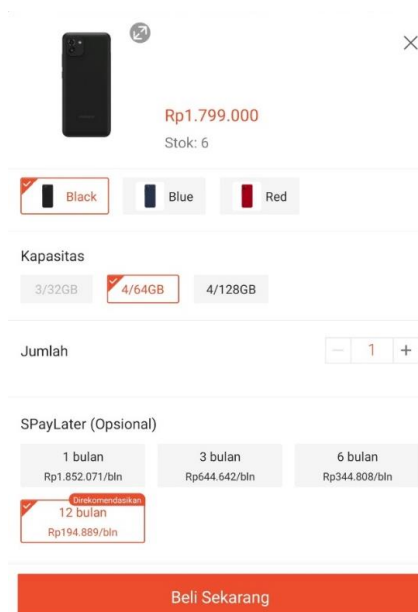 Rp1.799.000
Stok: 6
Black Blue Red
Kapasitas
3/32GB 4/64GB 4/128GB
Jumlah
1 +
SPayLater (Opsional)
1 bulan 3 bulan 6 bulan
Rp1.852.071/bln Rp644.642/bln Rp344.808/bln
Direkomendasikan
12 bulan
Rp194.889/bln
Beli Sekarang